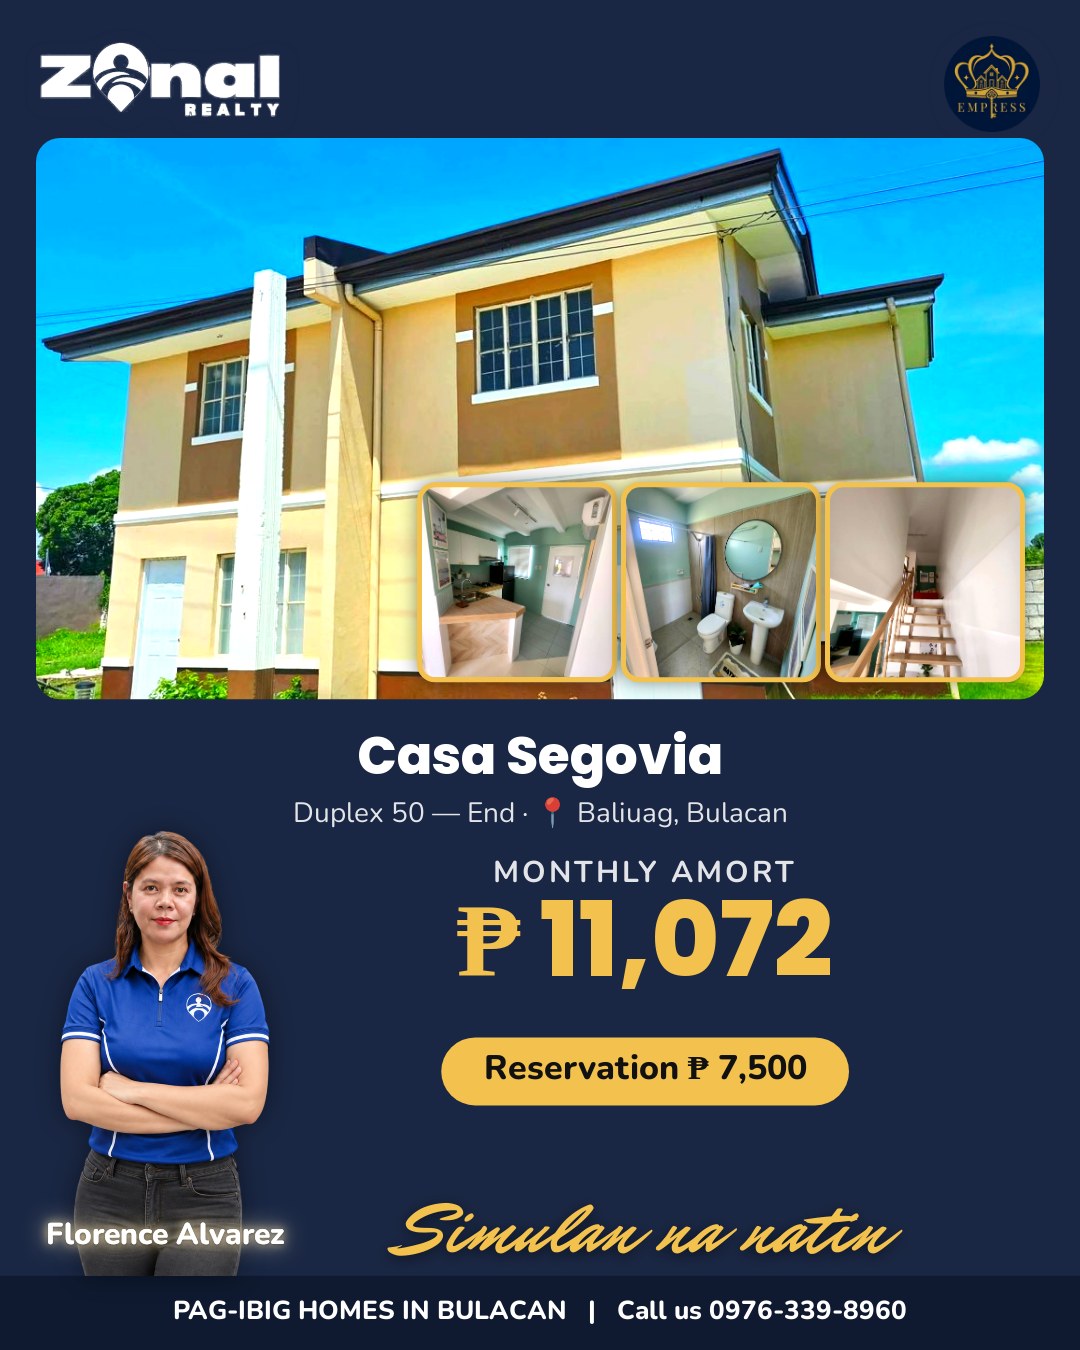 Zonal
REALTY
EMPRESS
Casa Segovia
Duplex 50 — End · 📍 Baliuag, Bulacan
MONTHLY AMORT
₱ 11,072
Reservation ₱ 7,500
Florence Alvarez
Simulan na natin
PAG-IBIG HOMES IN BULACAN | Call us 0976-339-8960